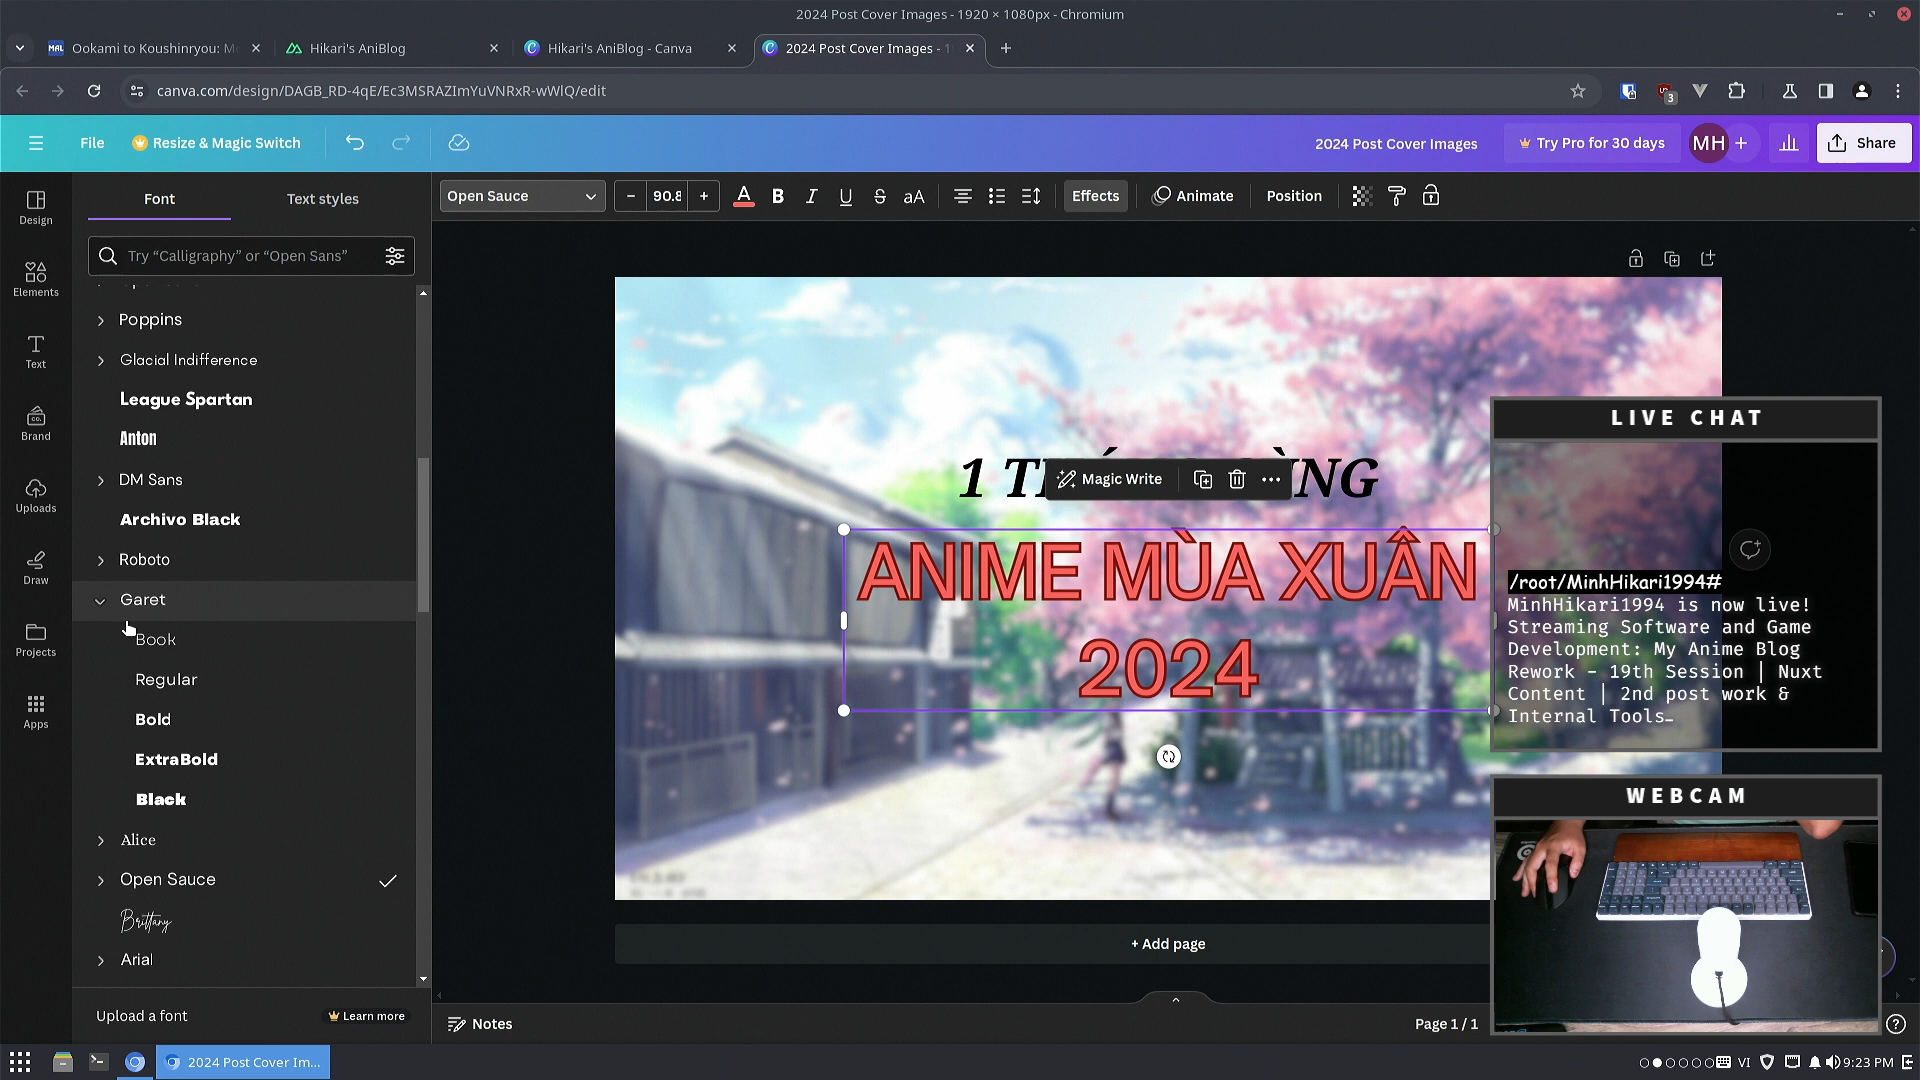 2024 Post Cover Images - 1920 × 1080px - Chromium
MAL Ookami to Koushinryou: M
Hikari's AniBlog
Hikari's AniBlog - Canva
2024 Post Cover Images - 1
canva.com/design/DAGB_RD-4qE/Ec3MSRAZImYuVNRxR-wWlQ/edit
3
File
Resize & Magic Switch
2024 Post Cover Images
Try Pro for 30 days
MH
Share
Font
Text styles
Open Sauce
90.8
A
B
I
U
S
aA
Effects
Animate
Position
Design
Elements
Text
Brand
Uploads
Draw
Projects
Apps
Try “Calligraphy” or “Open Sans”
Poppins
Glacial Indifference
League Spartan
Anton
DM Sans
Archivo Black
Roboto
Garet
Book
Regular
Bold
ExtraBold
Black
Alice
Open Sauce
Brittany
Arial
Upload a font
Learn more
Magic Write
ANIME MÙA XUÂN
2024
+ Add page
Notes
Page 1 / 1
LIVE CHAT
/root/MinhHikari1994#
MinhHikari1994 is now live!
Streaming Software and Game
Development: My Anime Blog
Rework - 19th Session | Nuxt
Content | 2nd post work &
Internal Tools_
WEBCAM
2024 Post Cover Im...
VI
9:23 PM